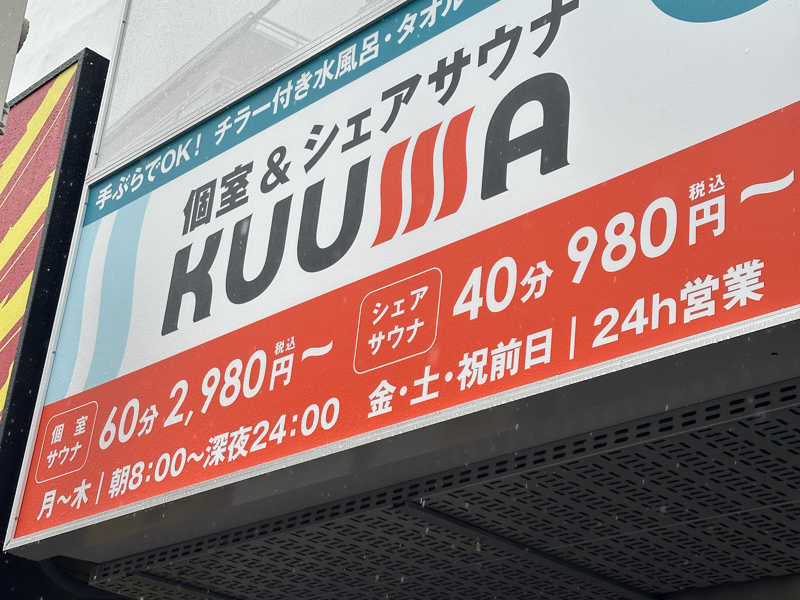 手ぶらでOK! チラー付き水風呂・タオル
個室&シェアサウナ
KUUMA
個室サウナ 60分 2,980円税込〜
シェアサウナ 40分 980円税込〜
月〜木|朝8:00〜深夜24:00
金・土・祝前日|24h営業